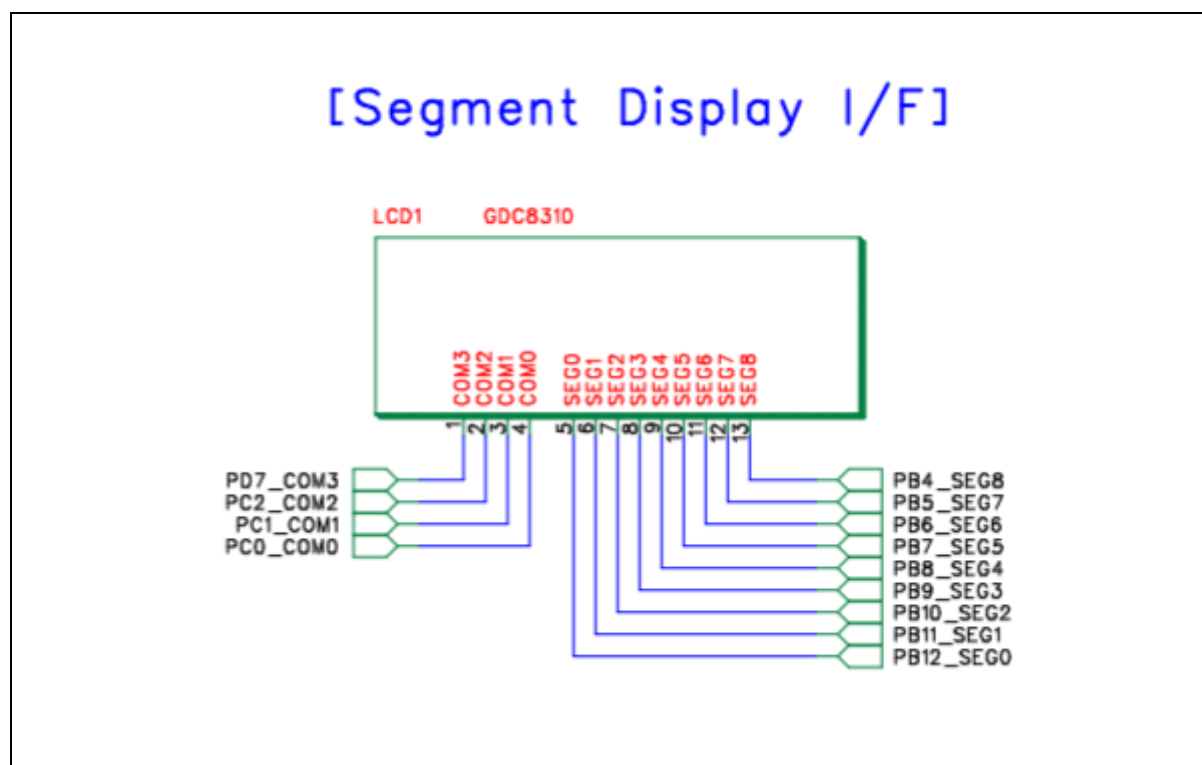 [Segment Display I/F]
LCD1 GDC8310
COM3 COM2 COM1 COM0 SEG0 SEG1 SEG2 SEG3 SEG4 SEG5 SEG6 SEG7 SEG8
1 2 3 4 5 6 7 8 9 10 11 12 13
PD7_COM3
PC2_COM2
PC1_COM1
PC0_COM0
PB4_SEG8
PB5_SEG7
PB6_SEG6
PB7_SEG5
PB8_SEG4
PB9_SEG3
PB10_SEG2
PB11_SEG1
PB12_SEG0